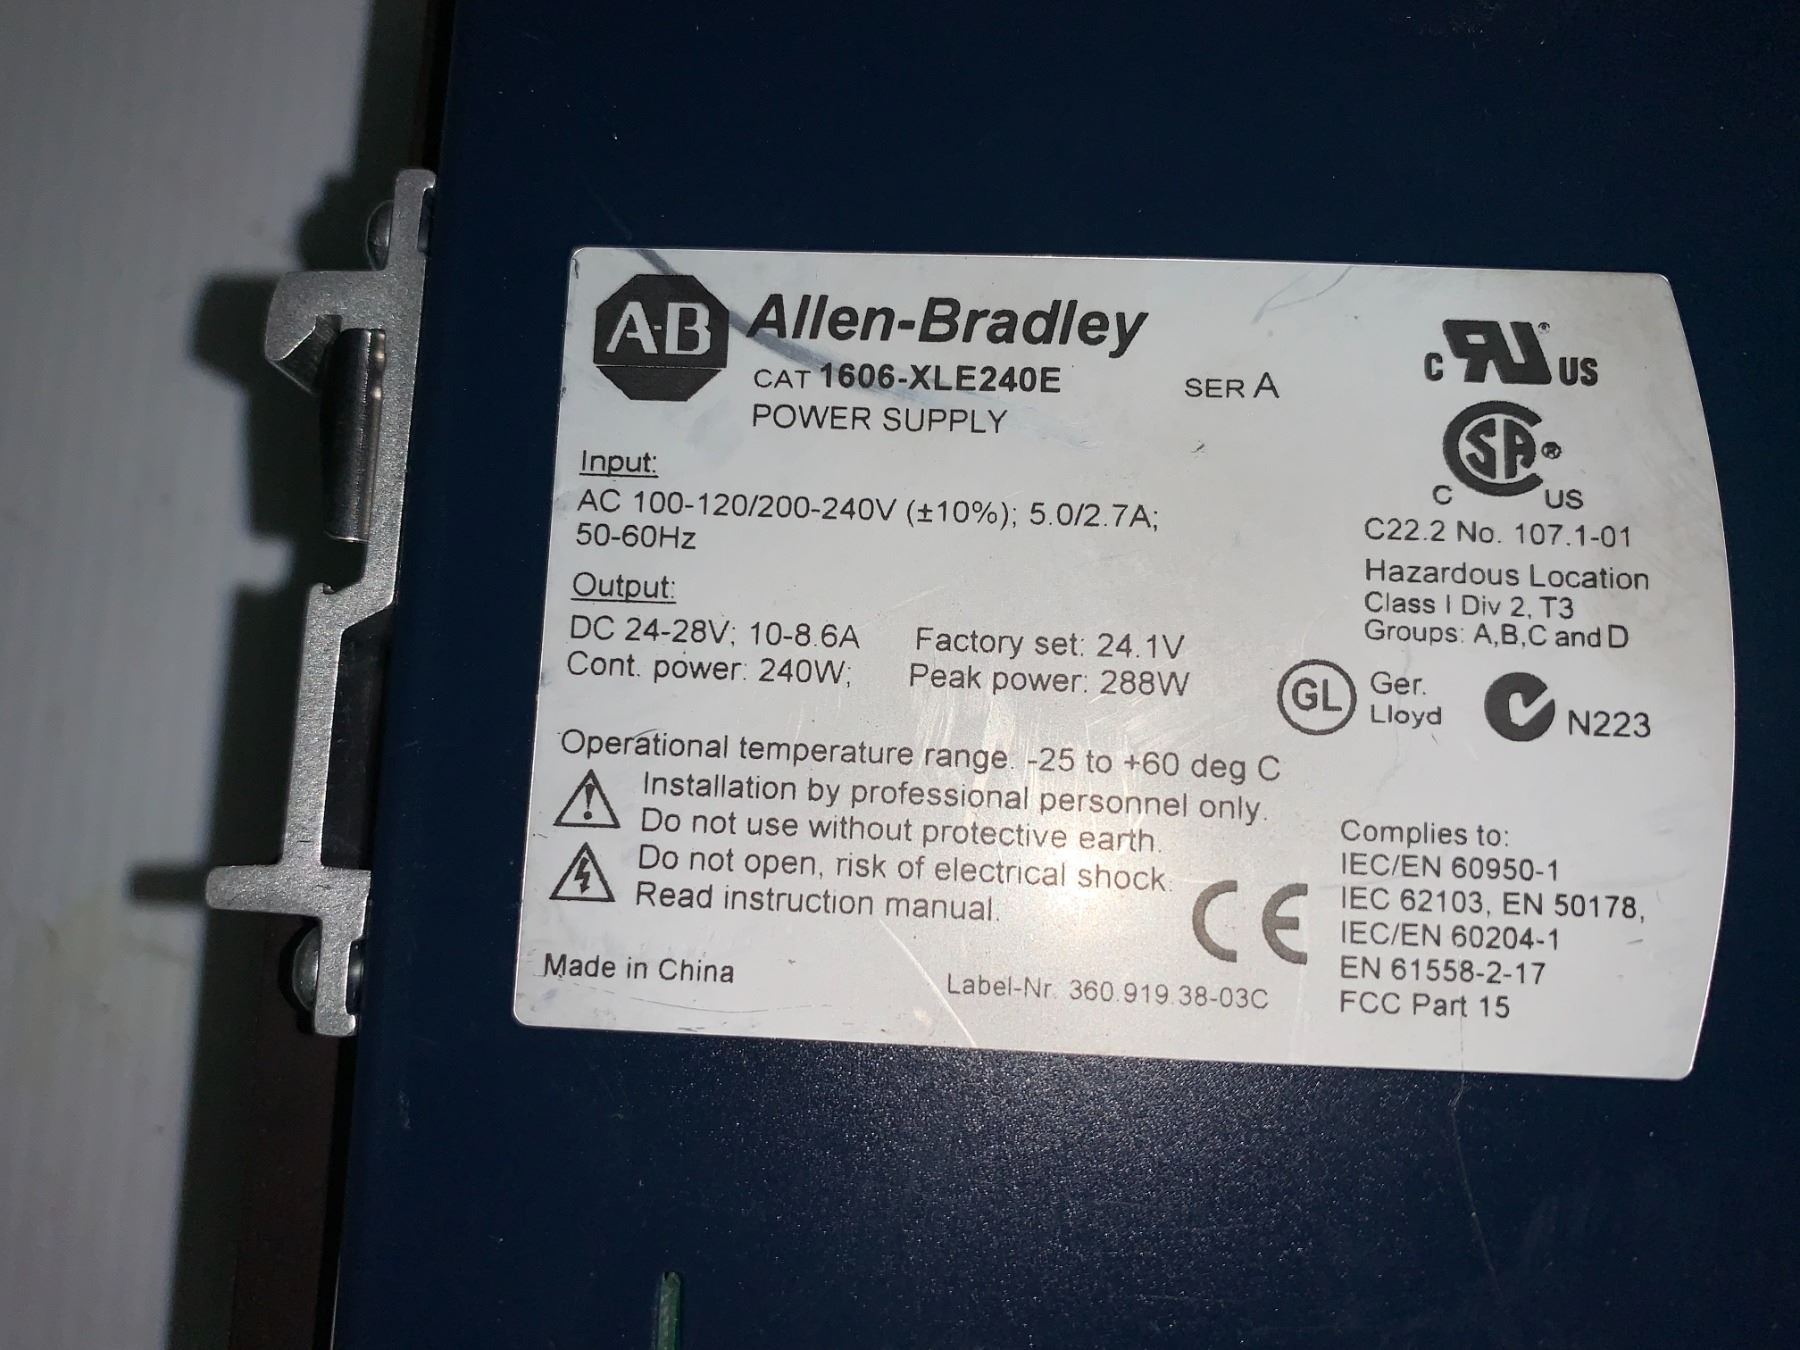 A-B Allen-Bradley
CAT 1606-XLE240E SER A
POWER SUPPLY
Input:
AC 100-120/200-240V (±10%); 5.0/2.7A;
50-60Hz
Output:
DC 24-28V; 10-8.6A Factory set: 24.1V
Cont. power: 240W; Peak power: 288W
Operational temperature range. -25 to +60 deg C
Installation by professional personnel only.
Do not use without protective earth.
Do not open, risk of electrical shock.
Read instruction manual.
Made in China
Label-Nr. 360.919.38-03C
C RU® US
SA®
C US
C22.2 No. 107.1-01
Hazardous Location
Class I Div 2, T3
Groups: A,B,C and D
GL Ger.
Lloyd
N223
CE
Complies to:
IEC/EN 60950-1
IEC 62103, EN 50178,
IEC/EN 60204-1
EN 61558-2-17
FCC Part 15